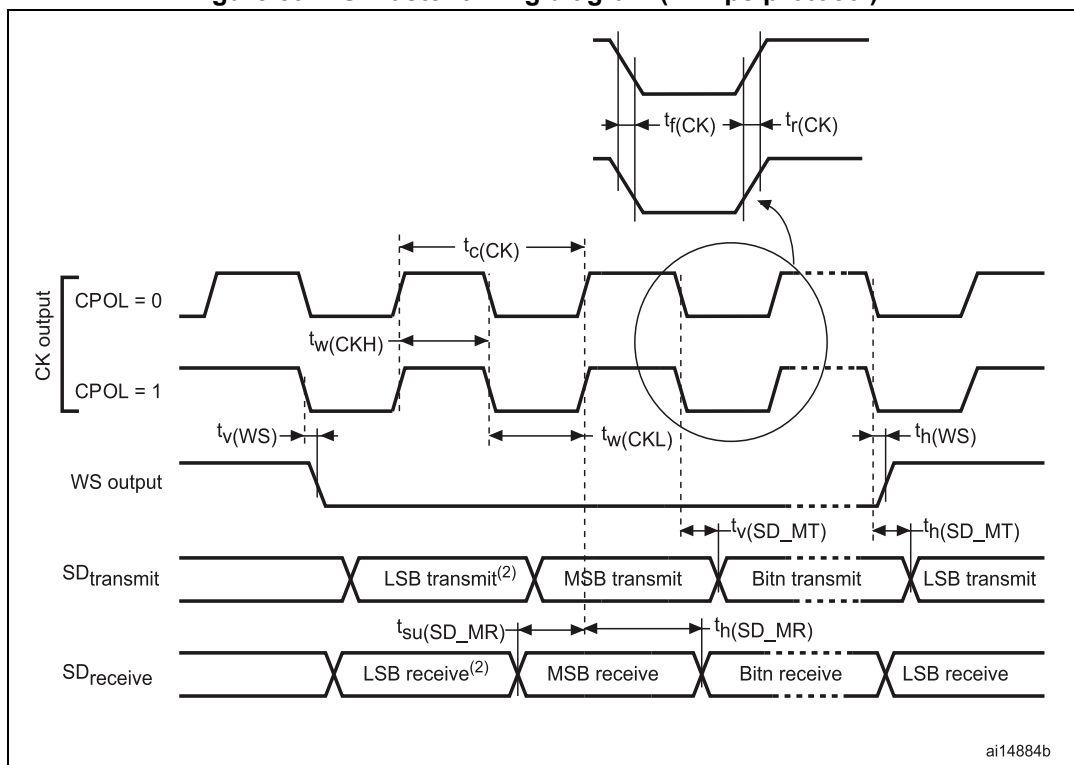 tf(CK)
tr(CK)
tc(CK)
CK output
CPOL = 0
tw(CKH)
CPOL = 1
tv(WS)
tw(CKL)
th(WS)
WS output
tv(SD_MT)
th(SD_MT)
SDtransmit
LSB transmit(2)
MSB transmit
Bitn transmit
LSB transmit
tsu(SD_MR)
th(SD_MR)
SDreceive
LSB receive(2)
MSB receive
Bitn receive
LSB receive
ai14884b